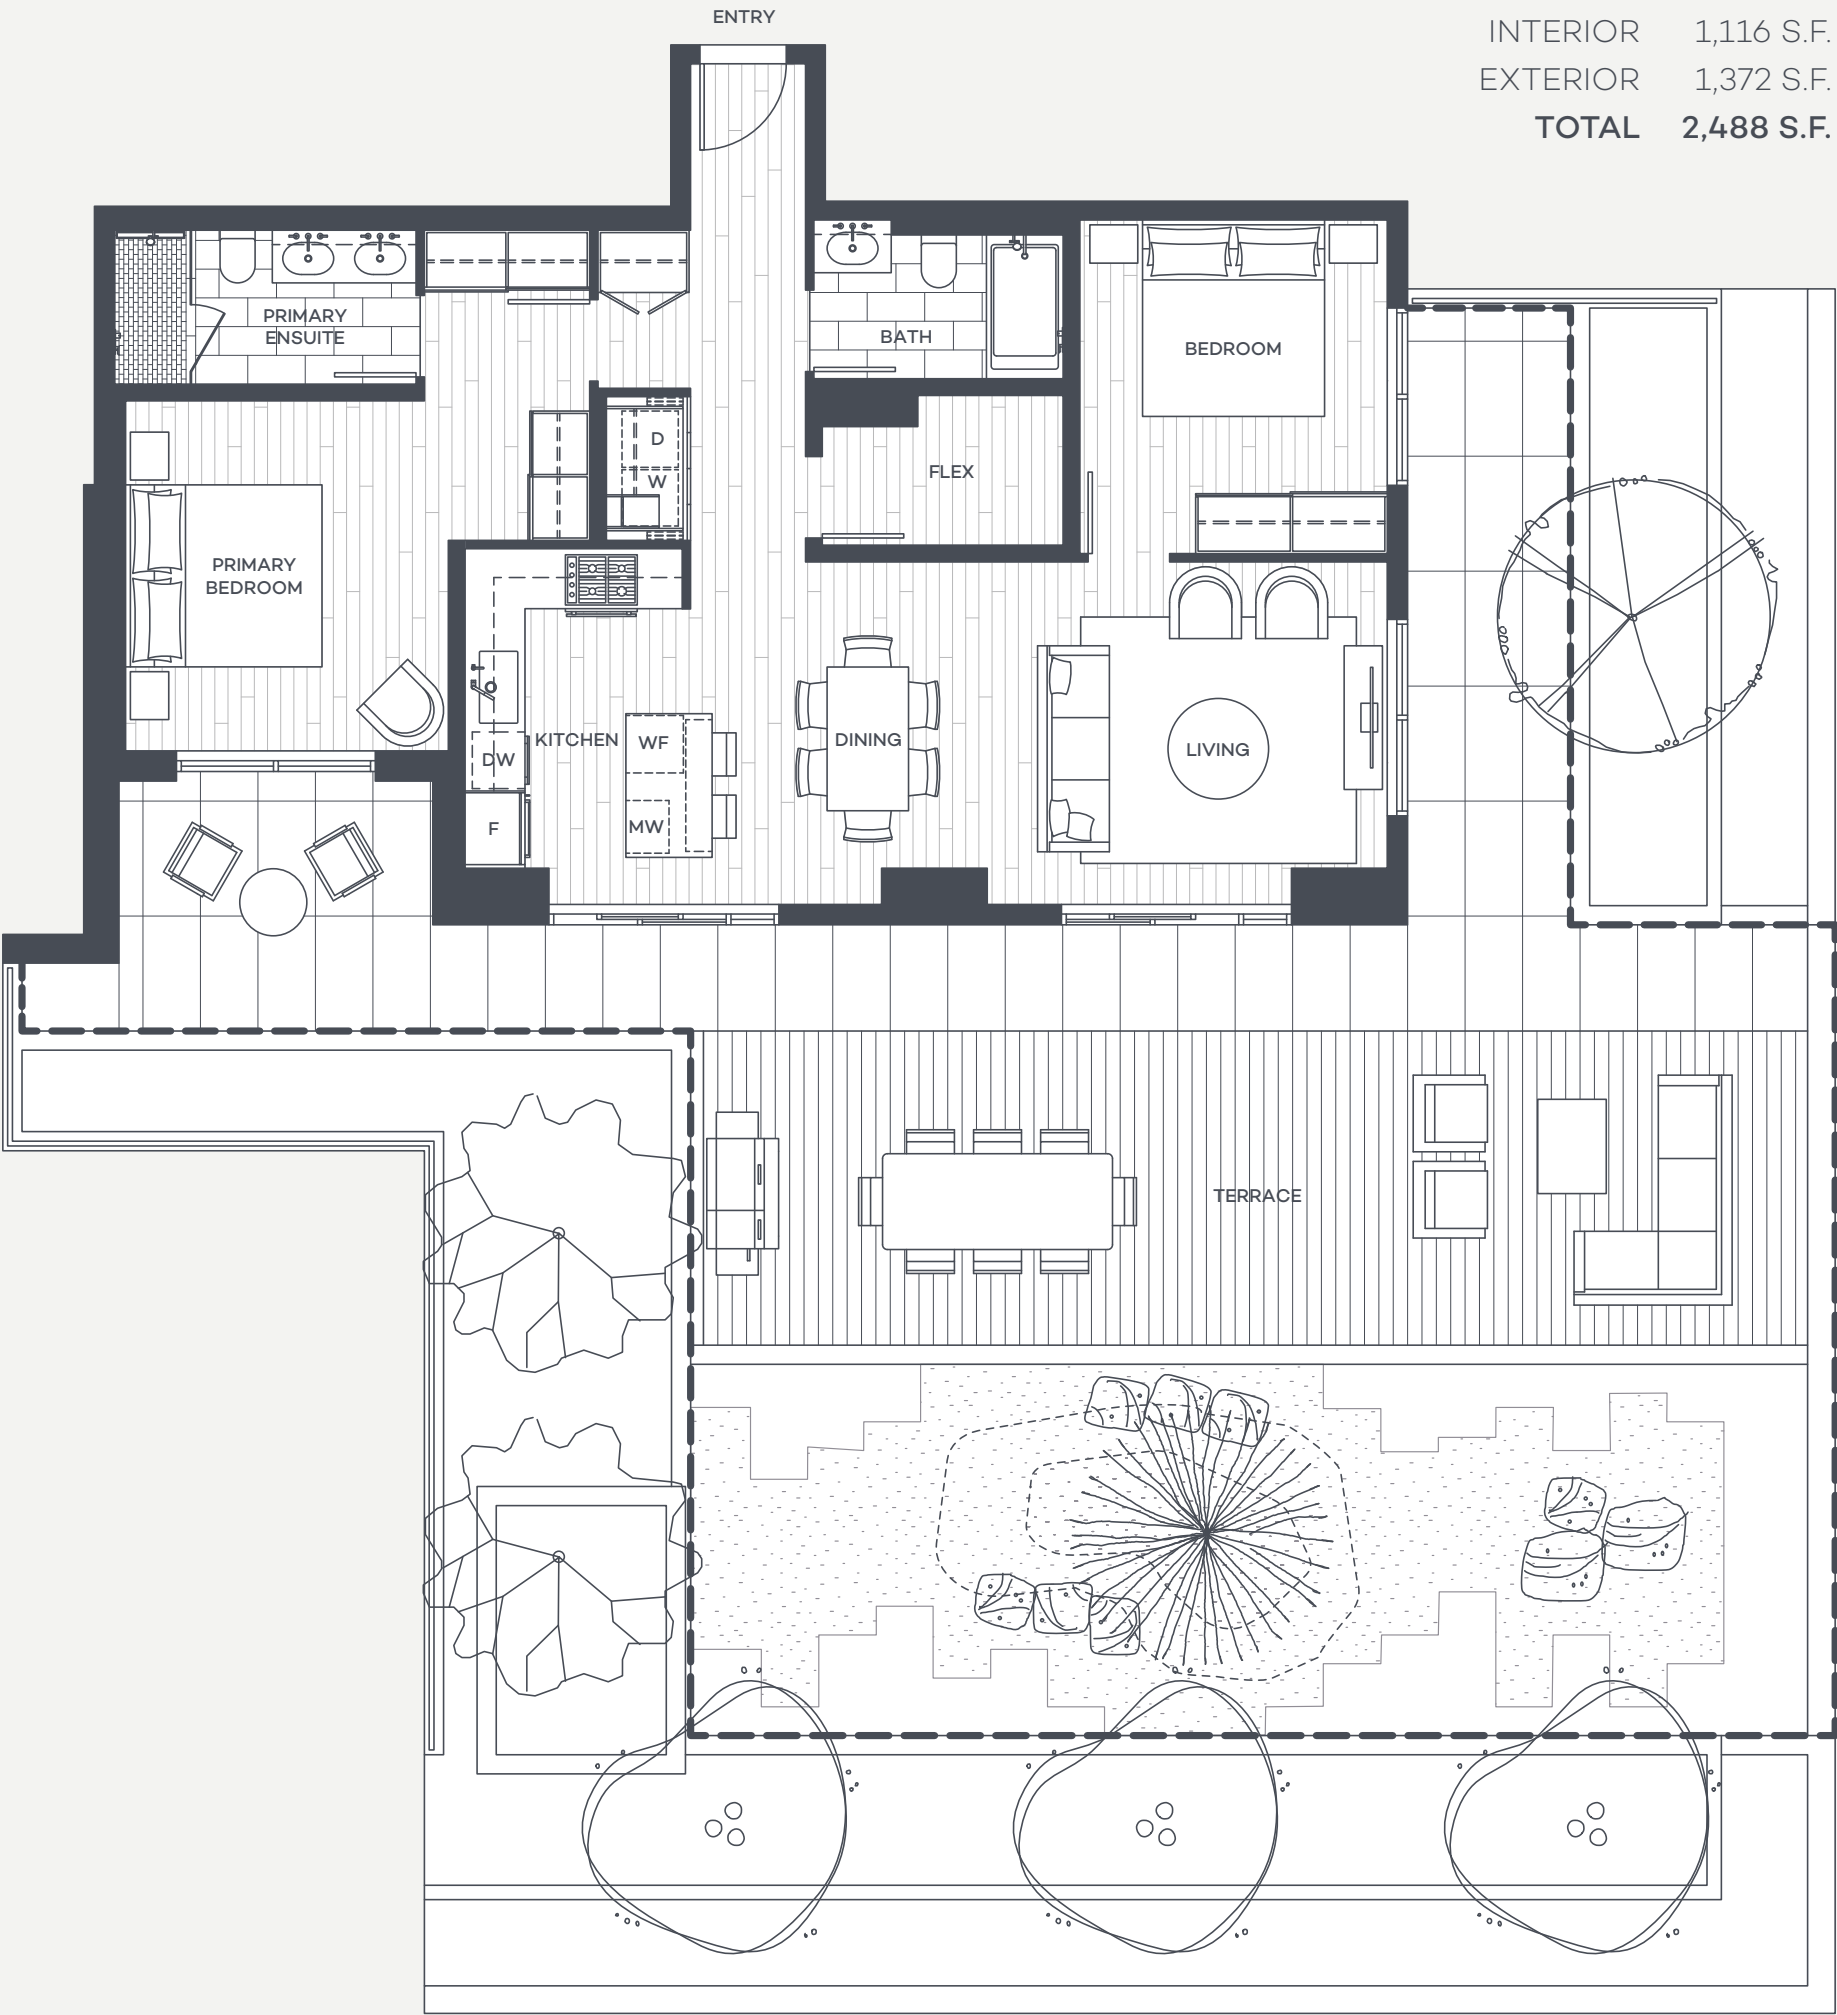 ENTRY
INTERIOR 1,116 S.F.
EXTERIOR 1,372 S.F.
TOTAL 2,488 S.F.
PRIMARY
ENSUITE
BATH
BEDROOM
D
W
FLEX
PRIMARY
BEDROOM
KITCHEN
WF
DINING
LIVING
DW
F
MW
TERRACE